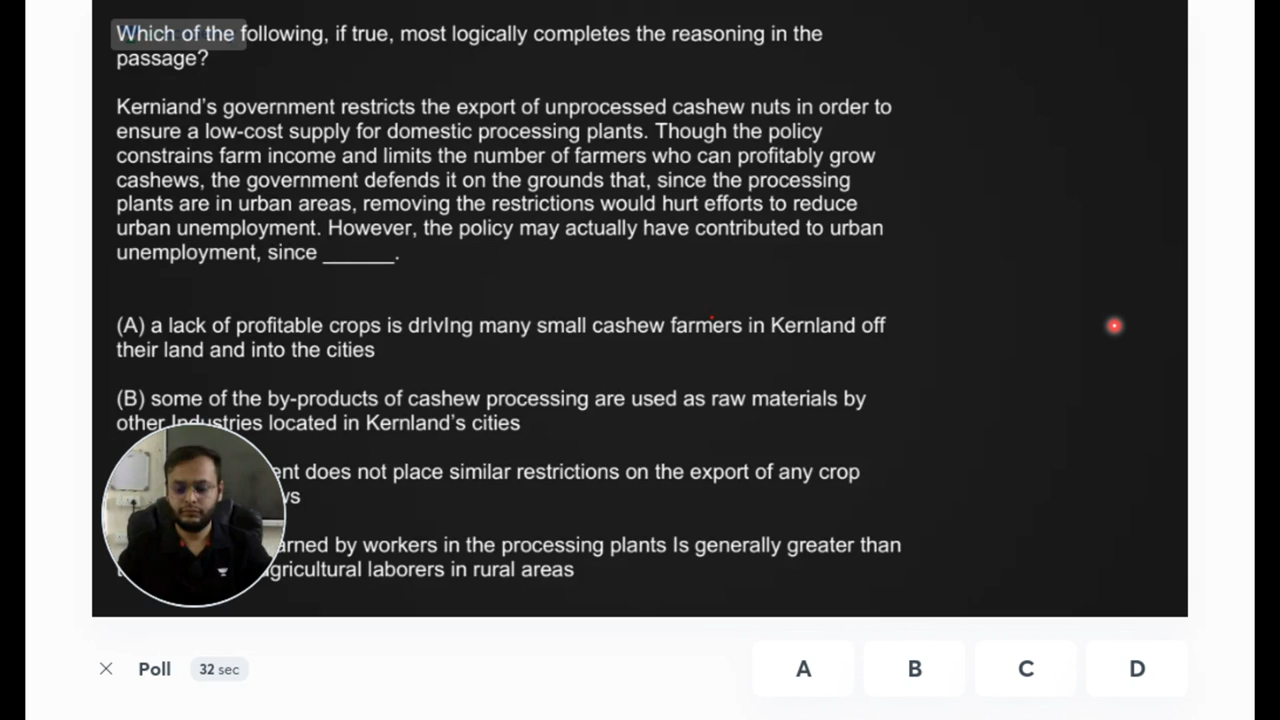 Which of the following, if true, most logically completes the reasoning in the
passage?
Kerniand's government restricts the export of unprocessed cashew nuts in order to
ensure a low-cost supply for domestic processing plants. Though the policy
constrains farm income and limits the number of farmers who can profitably grow
cashews, the government defends it on the grounds that, since the processing
plants are in urban areas, removing the restrictions would hurt efforts to reduce
urban unemployment. However, the policy may actually have contributed to urban
unemployment, since ______.
(A) a lack of profitable crops is drIvIng many small cashew farmers in Kernland off
their land and into the cities
(B) some of the by-products of cashew processing are used as raw materials by
other Industries located in Kernland's cities
does not place similar restrictions on the export of any crop
by workers in the processing plants Is generally greater than
laborers in rural areas
Poll 32 sec
A B C D